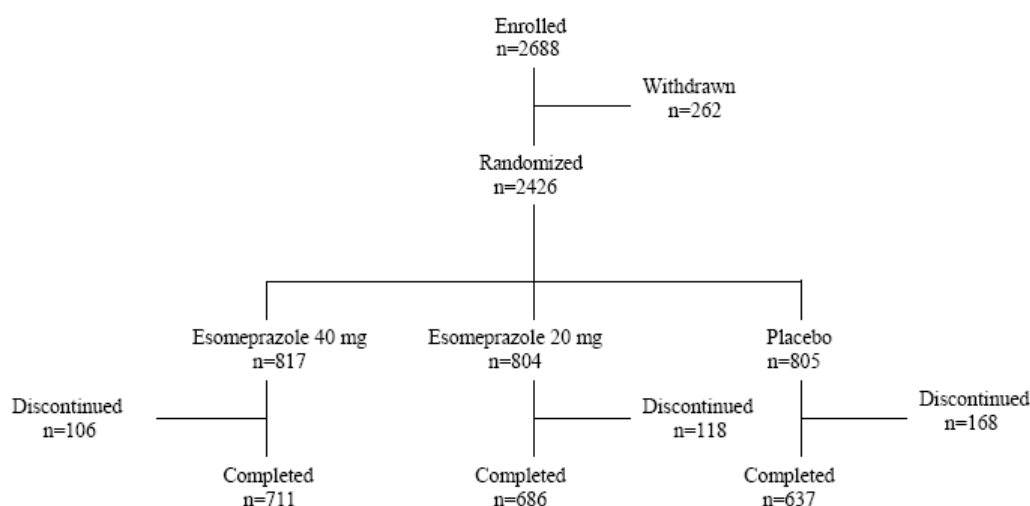 Enrolled
n=2688
Withdrawn
n=262
Randomized
n=2426
Esomeprazole 40 mg
n=817
Esomeprazole 20 mg
n=804
Placebo
n=805
Discontinued
n=106
Discontinued
n=118
Discontinued
n=168
Completed
n=711
Completed
n=686
Completed
n=637